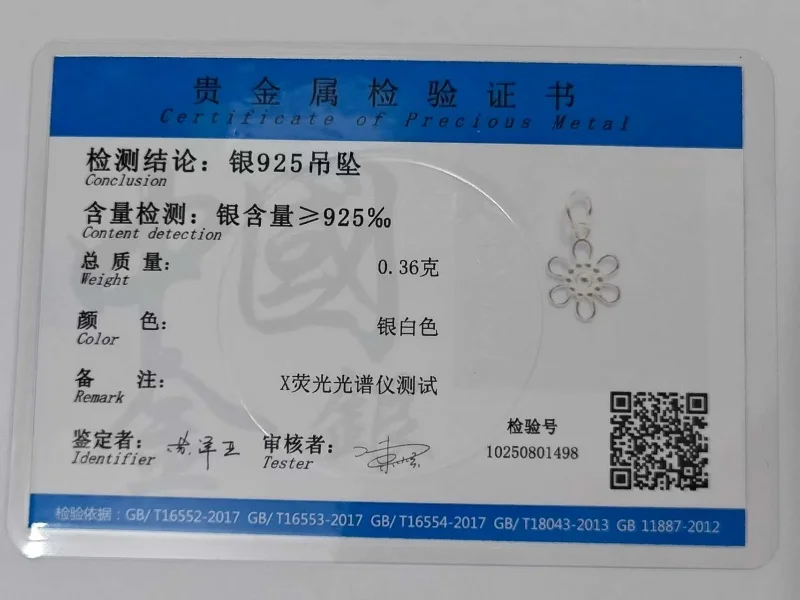 贵金属检验证书
Certificate of Precious Metal
检测结论：银925吊坠
Conclusion
含量检测：银含量≥925‰
Content detection
总质量： 0.36克
Weight
颜色： 银白色
Color
备注： X荧光光谱仪测试
Remark
鉴定者： 审核者：
Identifier Tester
检验号
10250801498
检验依据：GB/T16552-2017 GB/T16553-2017 GB/T16554-2017 GB/T18043-2013 GB 11887-2012